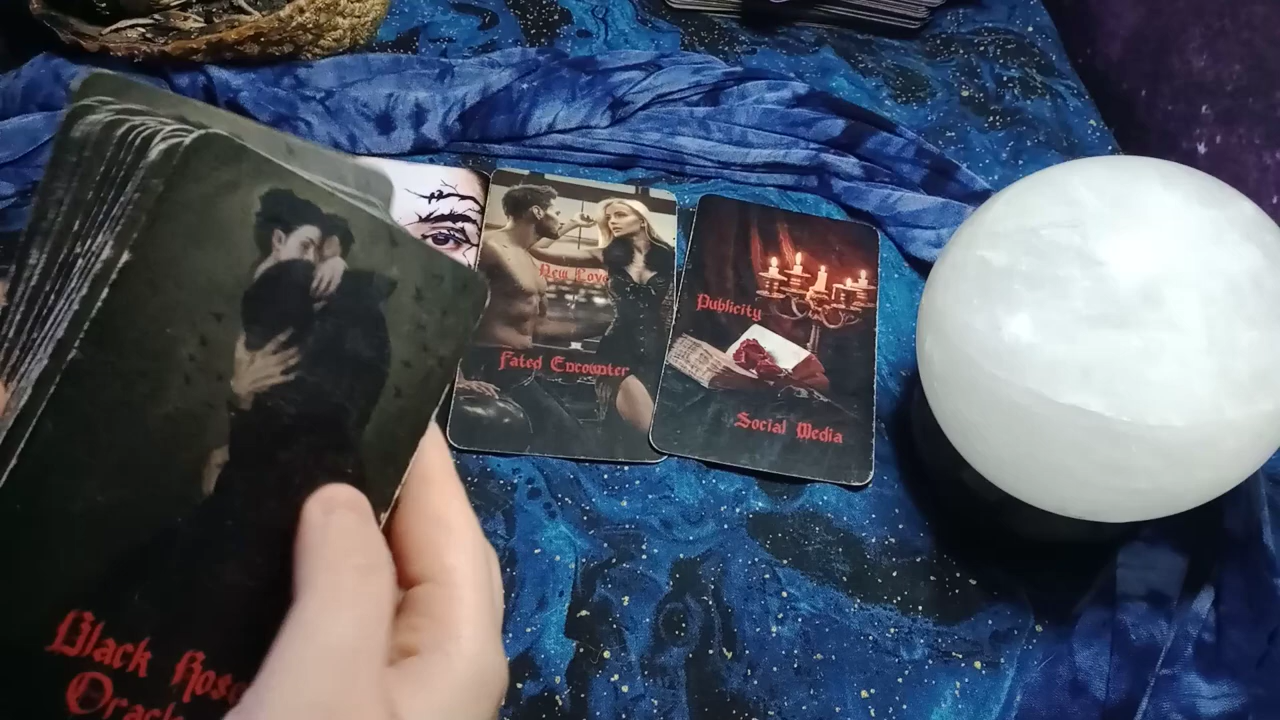 New Love
Fated Encounter
Publicity
Social Media
Black Rose
Oracle